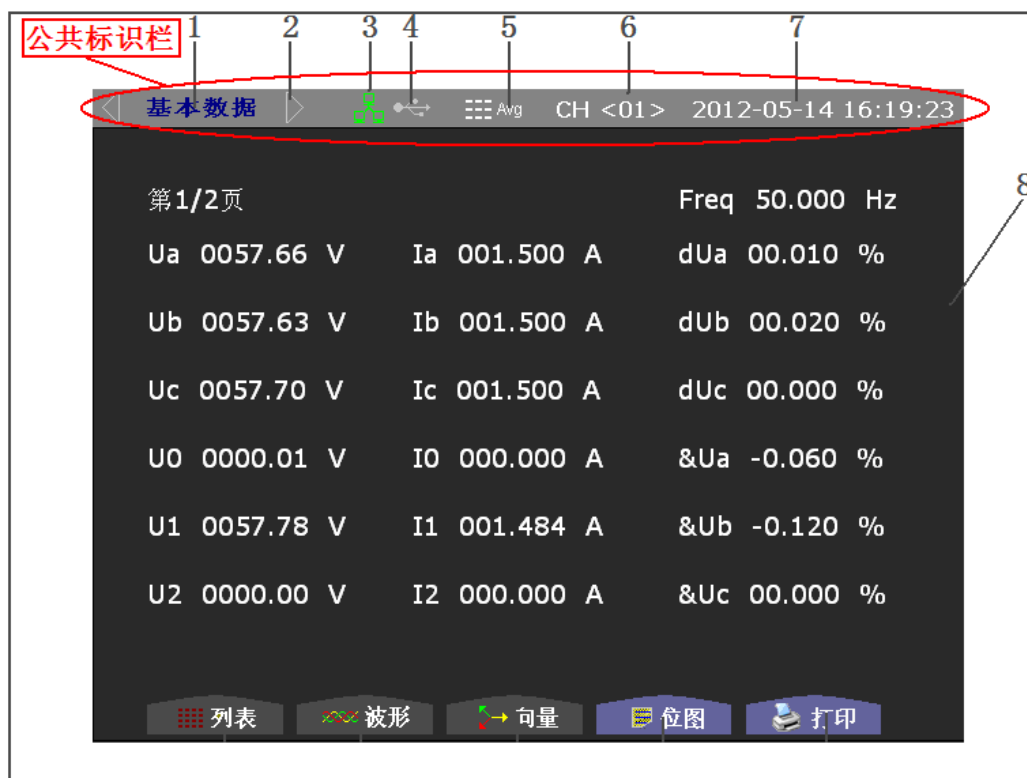 公共标识栏 1 2 3 4 5 6 7
基本数据 Avg CH <01> 2012-05-14 16:19:23
8
第1/2页 Freq 50.000 Hz
Ua 0057.66 V Ia 001.500 A dUa 00.010 %
Ub 0057.63 V Ib 001.500 A dUb 00.020 %
Uc 0057.70 V Ic 001.500 A dUc 00.000 %
U0 0000.01 V I0 000.000 A &Ua -0.060 %
U1 0057.78 V I1 001.484 A &Ub -0.120 %
U2 0000.00 V I2 000.000 A &Uc 00.000 %
列表 波形 向量 位图 打印